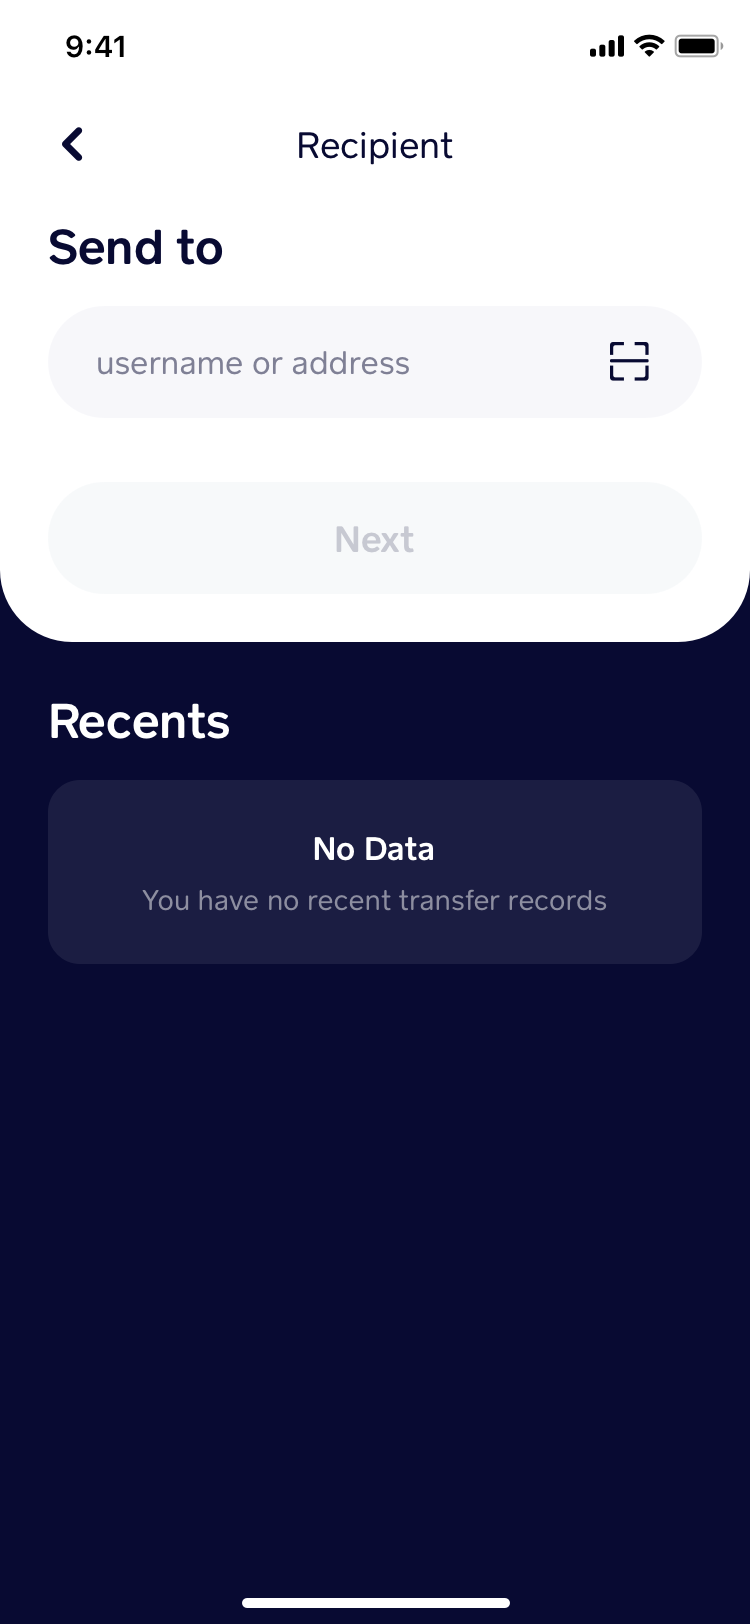 9:41
Recipient
Send to
username or address
Next
Recents
No Data
You have no recent transfer records